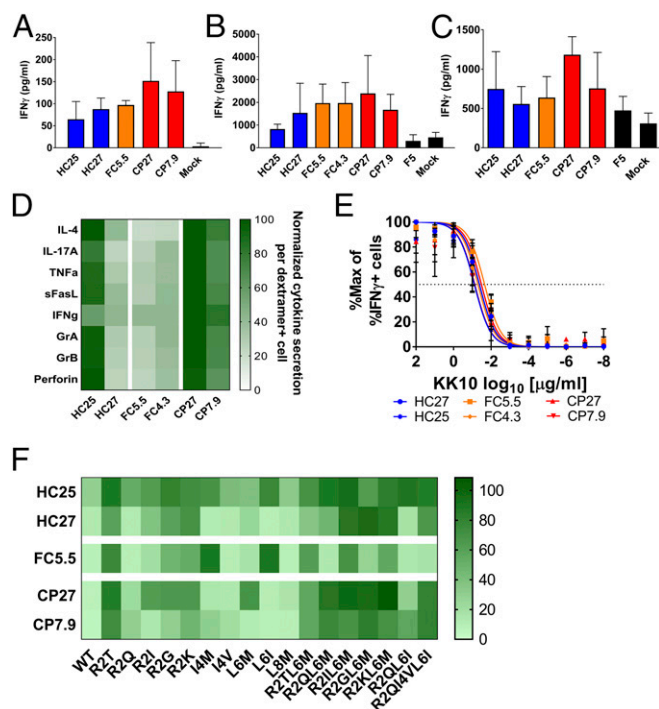 A
IFNγ (pg/ml)
250
200
150
100
50
0
HC25
HC27
FC5.5
CP27
CP7.9
Mock
B
IFNγ (pg/ml)
5000
4000
3000
2000
1000
0
HC25
HC27
FC5.5
FC4.3
CP27
CP7.9
F5
Mock
C
IFNγ (pg/ml)
1500
1000
500
0
HC25
HC27
FC5.5
CP27
CP7.9
F5
Mock
D
IL-4
IL-17A
TNFa
sFasL
IFNg
GrA
GrB
Perforin
HC25
HC27
FC5.5
FC4.3
CP27
CP7.9
100
80
60
40
20
0
Normalized cytokine secretion
per dextramer+ cell
E
%Max of
%IFNγ+ cells
100
80
60
40
20
0
2
0
-2
-4
-6
-8
KK10 log10 [µg/ml]
HC27
FC5.5
CP27
HC25
FC4.3
CP7.9
F
HC25
HC27
FC5.5
CP27
CP7.9
WT
R2T
R2Q
R2I
R2G
R2K
I4M
I4V
L6M
L6I
L8M
R2TL6M
R2QL6M
R2IL6M
R2GL6M
R2KL6M
R2QL6I
R2QI4VL6I
100
80
60
40
20
0